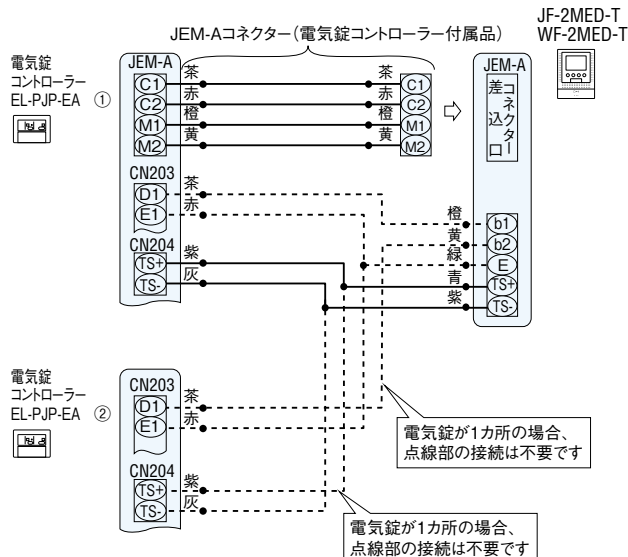 JF-2MED-T
WF-2MED-T
JEM-Aコネクター(電気錠コントローラー付属品)
電気錠
コントローラー
EL-PJP-EA ①
JEM-A
C1 茶 茶 C1
C2 赤 赤 C2
M1 橙 橙 M1
M2 黄 黄 M2
JEM-A
コネクター
差込口
CN203
D1 茶
E1 赤
CN204
TS+ 紫
TS- 灰
橙 b1
黄 b2
緑 E
青 TS+
紫 TS-
電気錠
コントローラー
EL-PJP-EA ②
CN203
D1 茶
E1 赤
CN204
TS+ 紫
TS- 灰
電気錠が1カ所の場合、
点線部の接続は不要です
電気錠が1カ所の場合、
点線部の接続は不要です